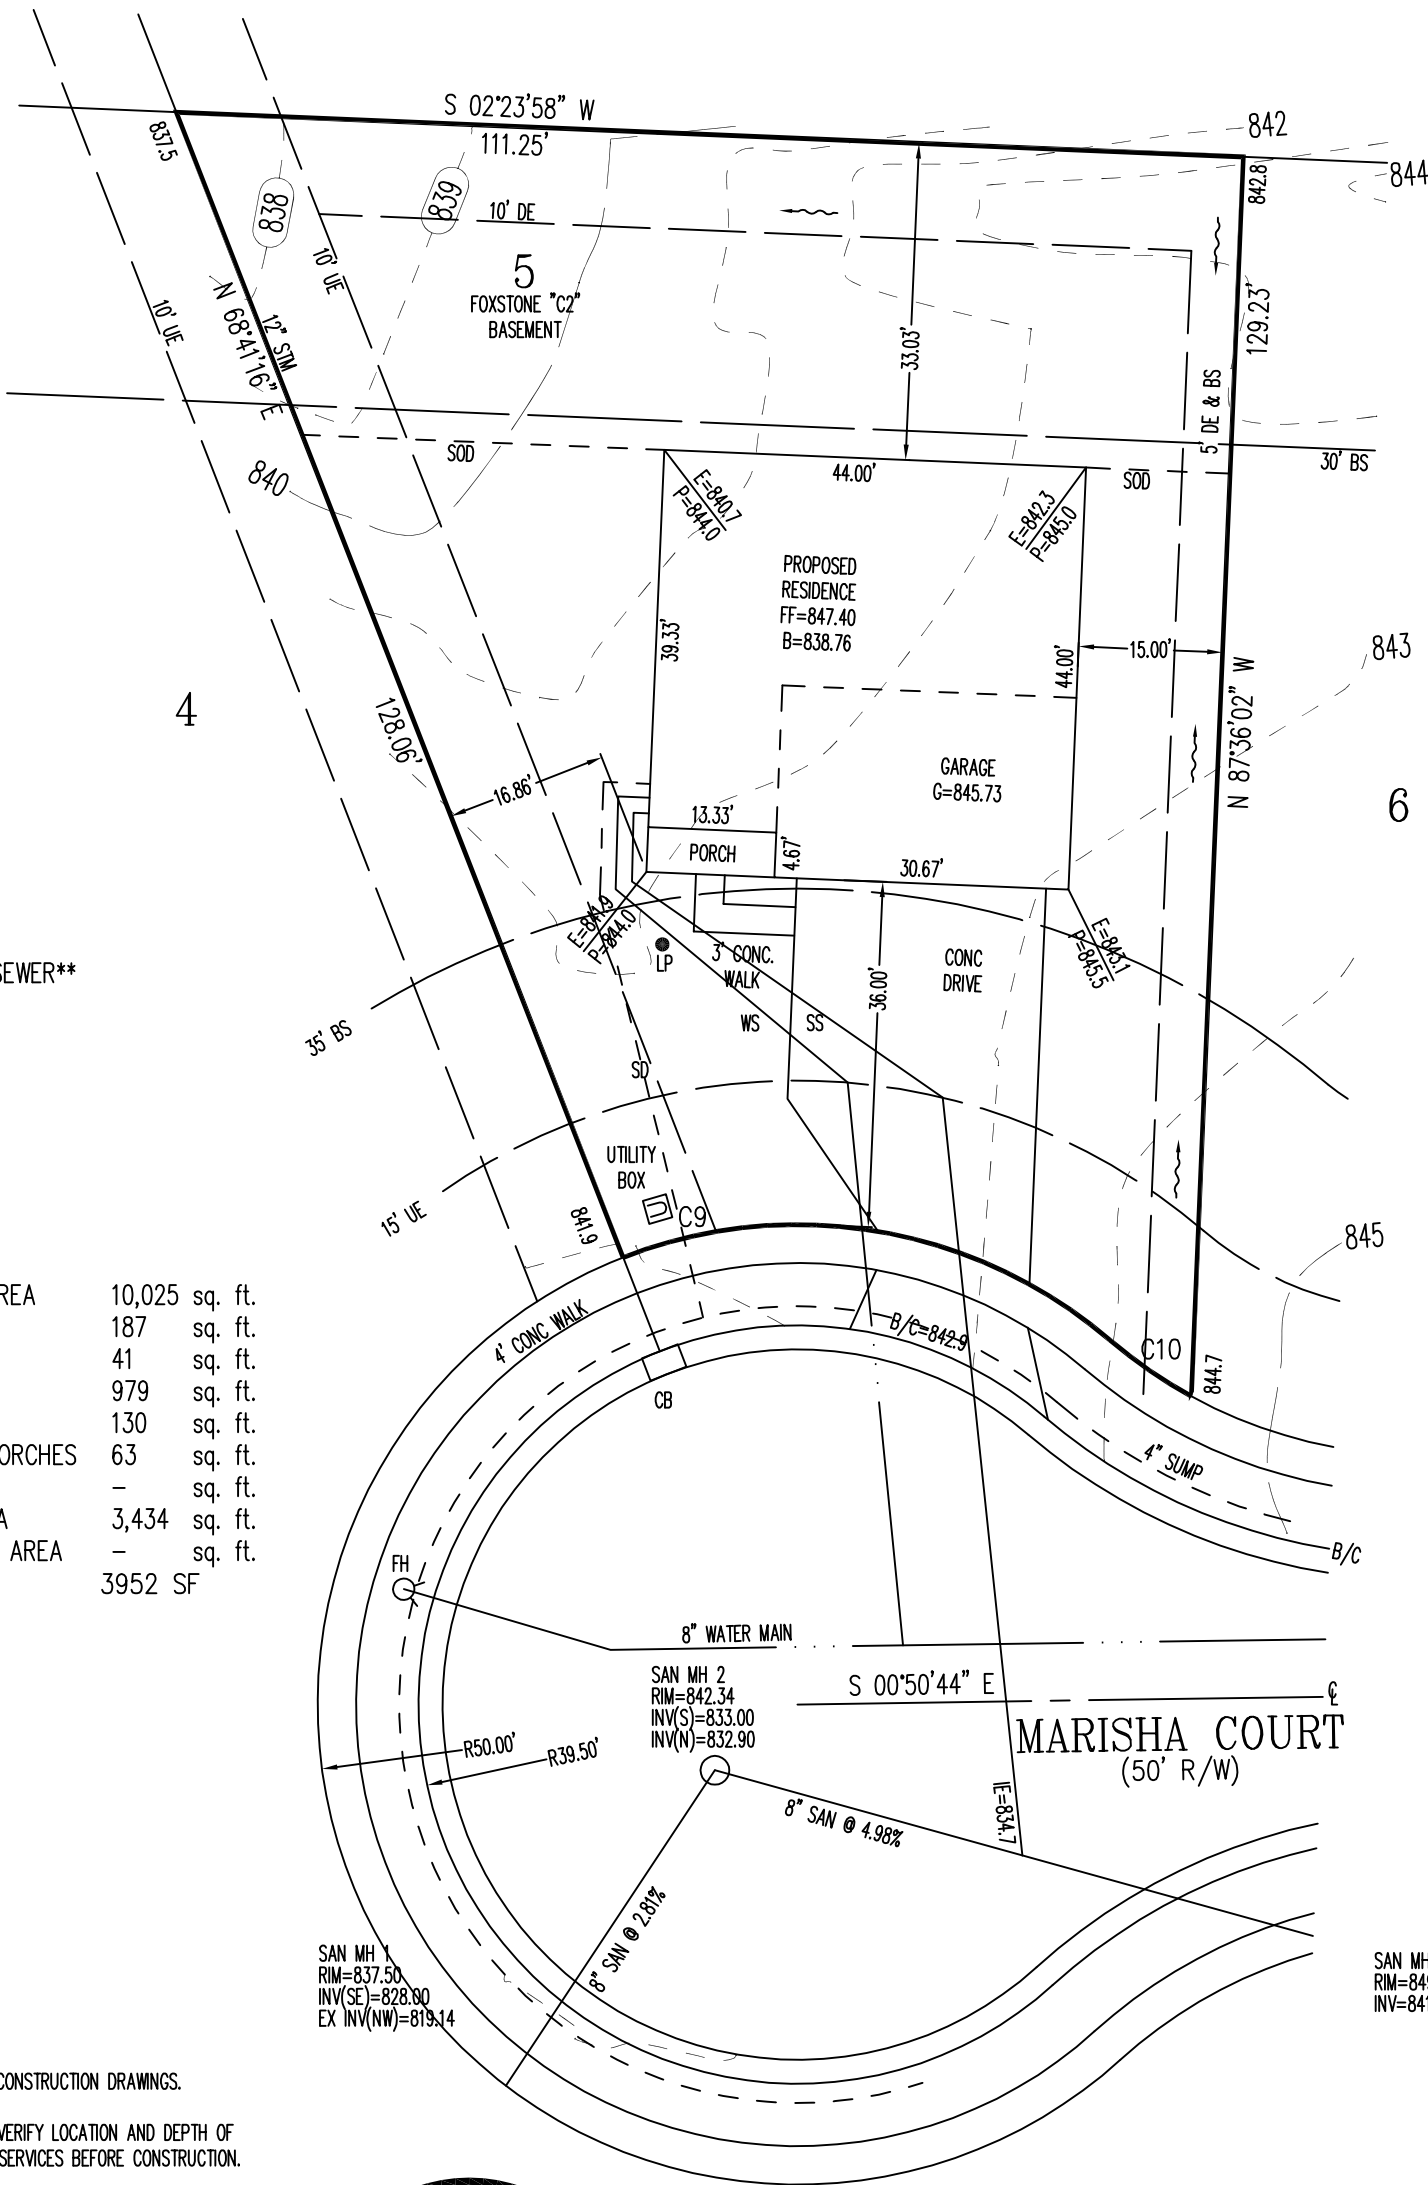 S 02°23'58" W
111.25'
837.5
842
844
842.8
838
839
10' DE
10' UE
10' UE
5
FOXSTONE "C2"
BASEMENT
N 68°41'16" E
12" STM
33.03'
129.23'
5' DE & BS
30' BS
SOD
44.00'
SOD
840
E=840.7
P=844.0
E=842.3
P=845.0
PROPOSED
RESIDENCE
FF=847.40
B=838.76
39.33'
44.00'
15.00'
843
N 87°36'02" W
4
128.06'
16.86'
GARAGE
G=845.73
6
13.33'
PORCH
4.67'
30.67'
E=841.9
P=844.0
LP
3' CONC.
WALK
36.00'
CONC
DRIVE
E=843.1
P=845.5
SEWER**
35' BS
WS
SS
SD
15' UE
UTILITY
BOX
U
C9
841.9
845
REA 10,025 sq. ft.
187 sq. ft.
41 sq. ft.
979 sq. ft.
130 sq. ft.
ORCHES 63 sq. ft.
– sq. ft.
A 3,434 sq. ft.
AREA – sq. ft.
3952 SF
4' CONC WALK
B/C=842.9
C10
844.7
CB
4" SUMP
B/C
FH
8" WATER MAIN
SAN MH 2
RIM=842.34
INV(S)=833.00
INV(N)=832.90
S 00°50'44" E
CL
MARISHA COURT
(50' R/W)
R50.00'
R39.50'
8" SAN @ 4.98%
IE=834.7
8" SAN @ 2.81%
SAN MH 1
RIM=837.50
INV(SE)=828.00
EX INV(NW)=819.14
SAN MH
RIM=84
INV=84
CONSTRUCTION DRAWINGS.
VERIFY LOCATION AND DEPTH OF
SERVICES BEFORE CONSTRUCTION.